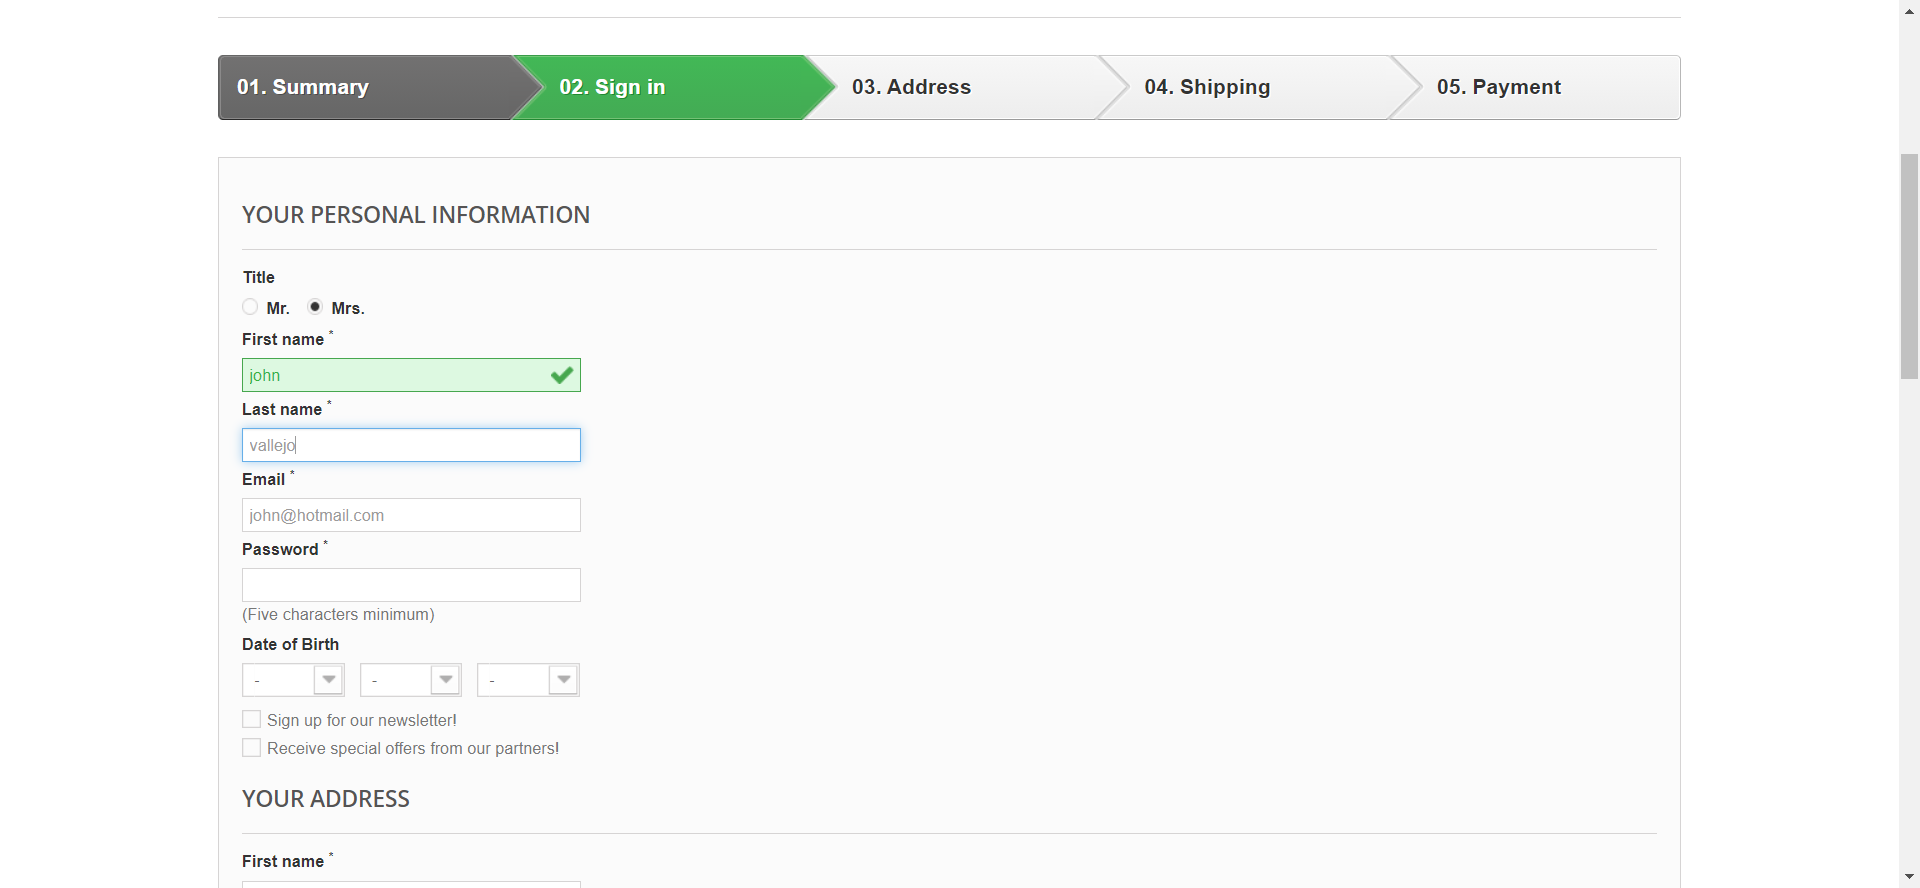 01. Summary
02. Sign in
03. Address
04. Shipping
05. Payment
YOUR PERSONAL INFORMATION
Title
Mr.
Mrs.
First name *
john
Last name *
vallejo
Email *
john@hotmail.com
Password *
(Five characters minimum)
Date of Birth
-
-
-
Sign up for our newsletter!
Receive special offers from our partners!
YOUR ADDRESS
First name *